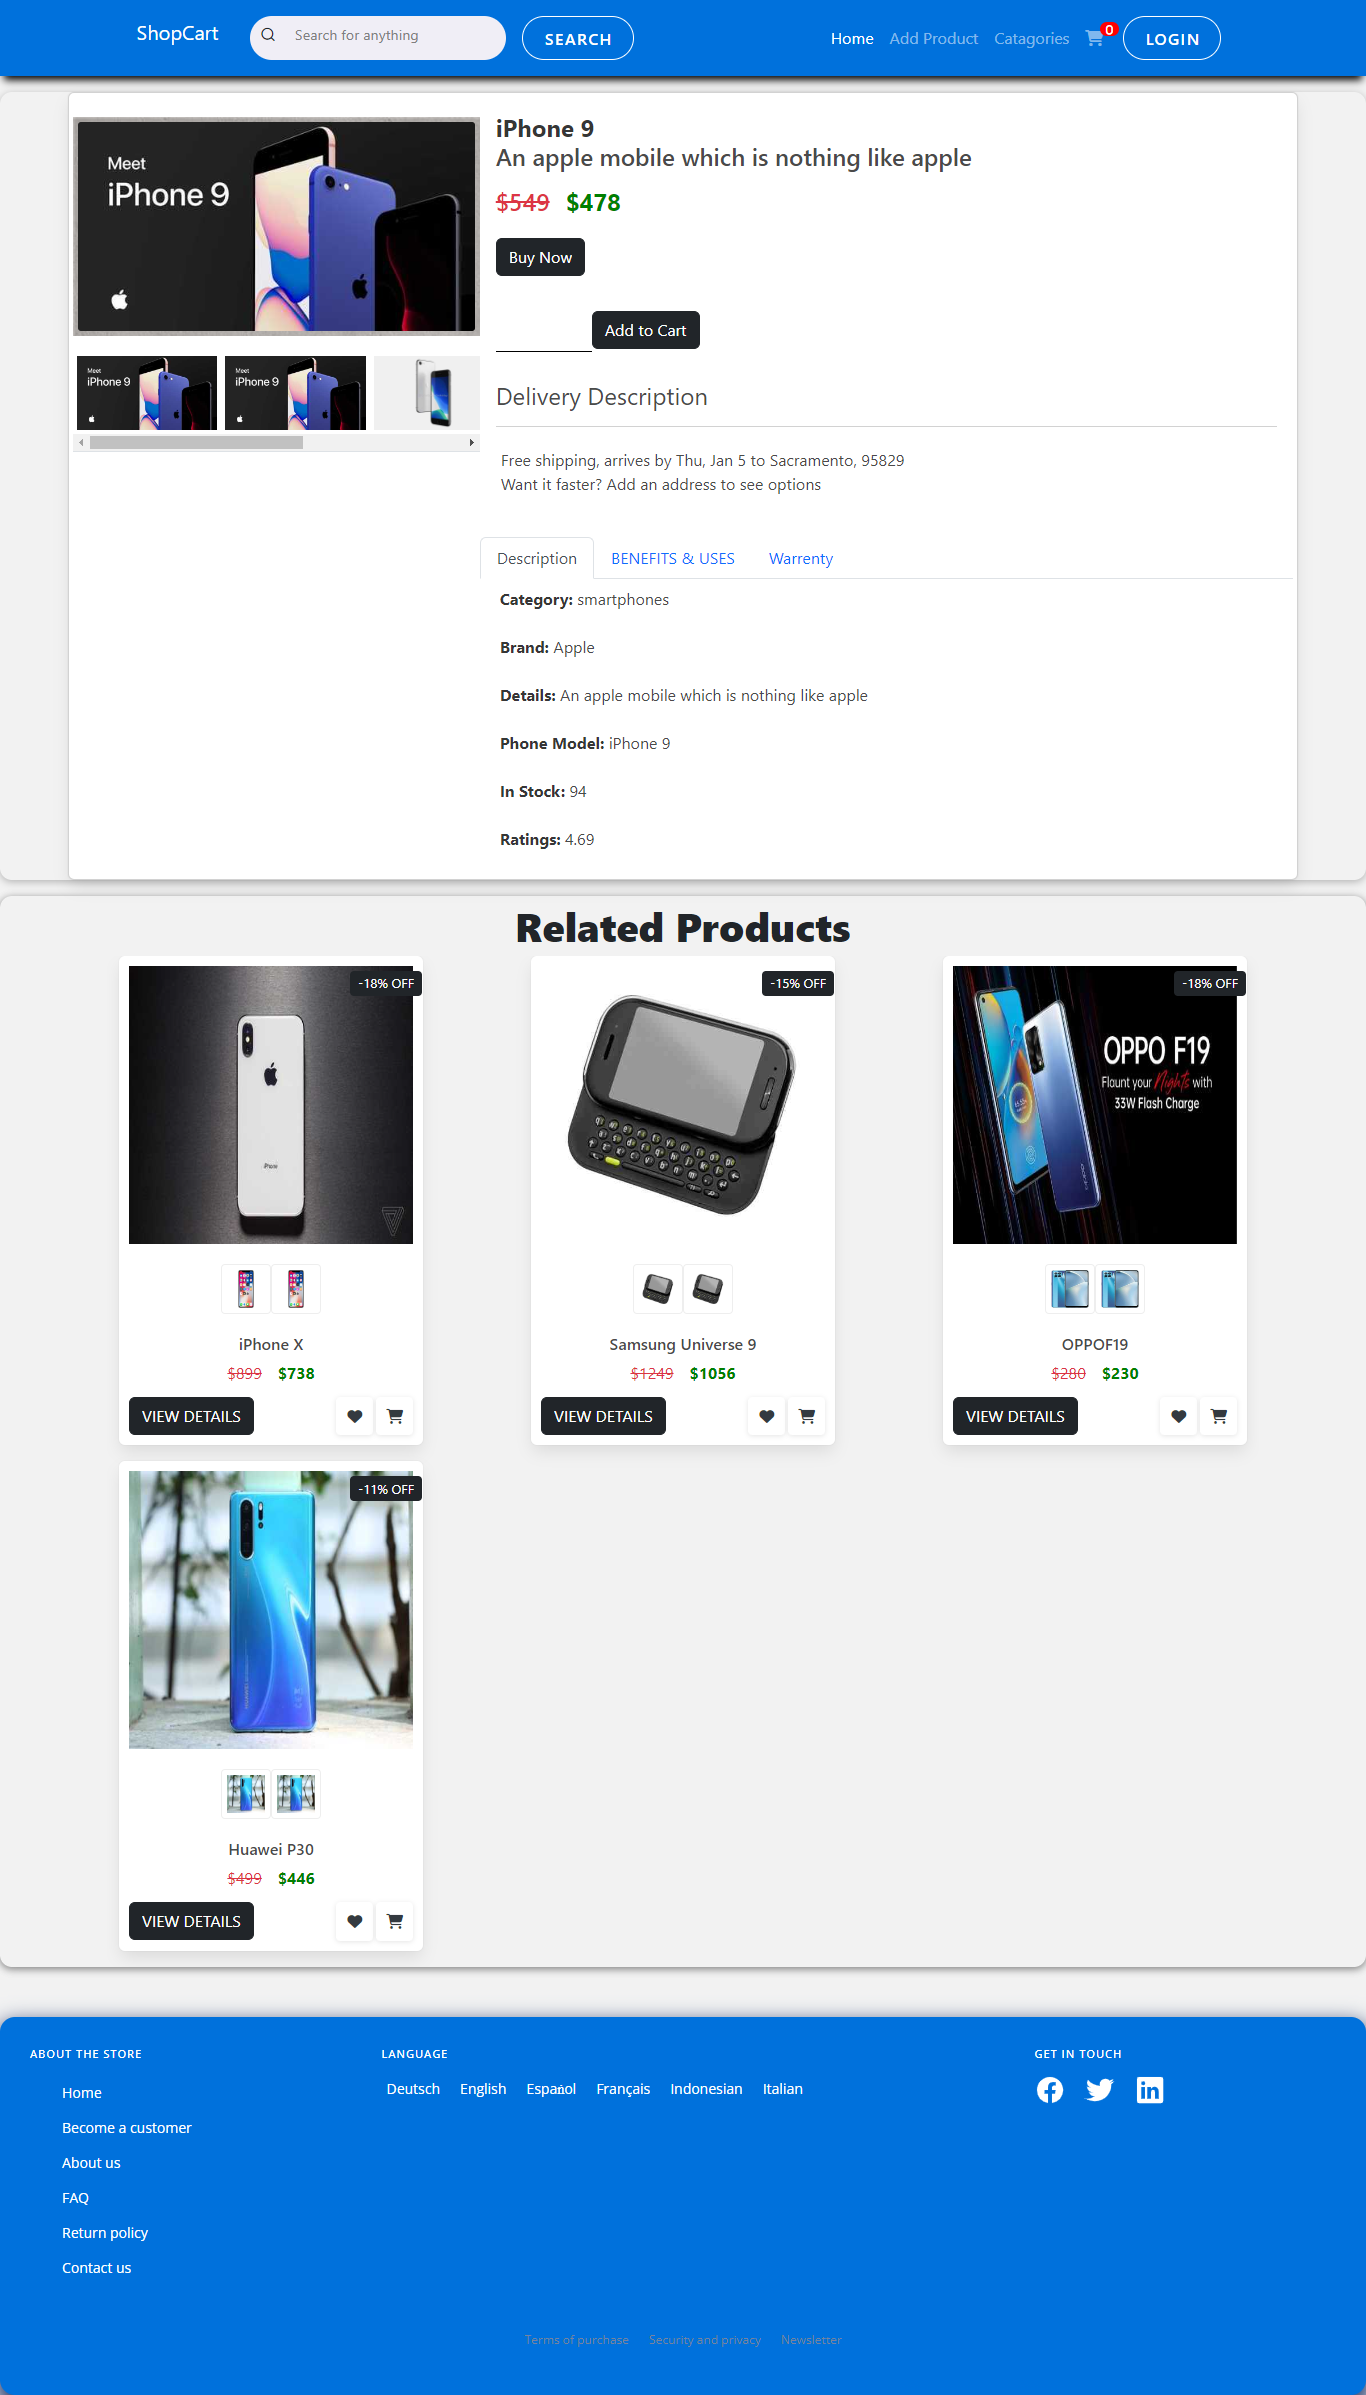 ShopCart
Search for anything
SEARCH
Home
Add Product
Catagories
0
LOGIN
Meet
iPhone 9
Meet
iPhone 9
Meet
iPhone 9
iPhone 9
An apple mobile which is nothing like apple
$549 $478
Buy Now
Add to Cart
Delivery Description
Free shipping, arrives by Thu, Jan 5 to Sacramento, 95829
Want it faster? Add an address to see options
Description
BENEFITS & USES
Warrenty
Category: smartphones
Brand: Apple
Details: An apple mobile which is nothing like apple
Phone Model: iPhone 9
In Stock: 94
Ratings: 4.69
Related Products
-18% OFF
iPhone
iPhone X
$899 $738
VIEW DETAILS
-15% OFF
Samsung Universe 9
$1249 $1056
VIEW DETAILS
-18% OFF
OPPO F19
Flaunt your Nights with
33W Flash Charge
OPPOF19
$280 $230
VIEW DETAILS
-11% OFF
Huawei P30
$499 $446
VIEW DETAILS
ABOUT THE STORE
Home
Become a customer
About us
FAQ
Return policy
Contact us
LANGUAGE
Deutsch English Español Français Indonesian Italian
GET IN TOUCH
Terms of purchase Security and privacy Newsletter